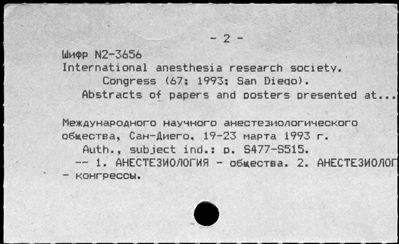 - 2 -
Шифр N2-3656
International anesthesia research society.
Congress (67; 1993; San Diego).
Abstracts of papers and posters presented at...
Международного научного анестезиологического
общества, Сан-Диего, 19-23 марта 1993 г.
Auth., subject ind.: p. S477-S515.
-- 1. АНЕСТЕЗИОЛОГИЯ - общества. 2. АНЕСТЕЗИОЛОГ
- конгрессы.